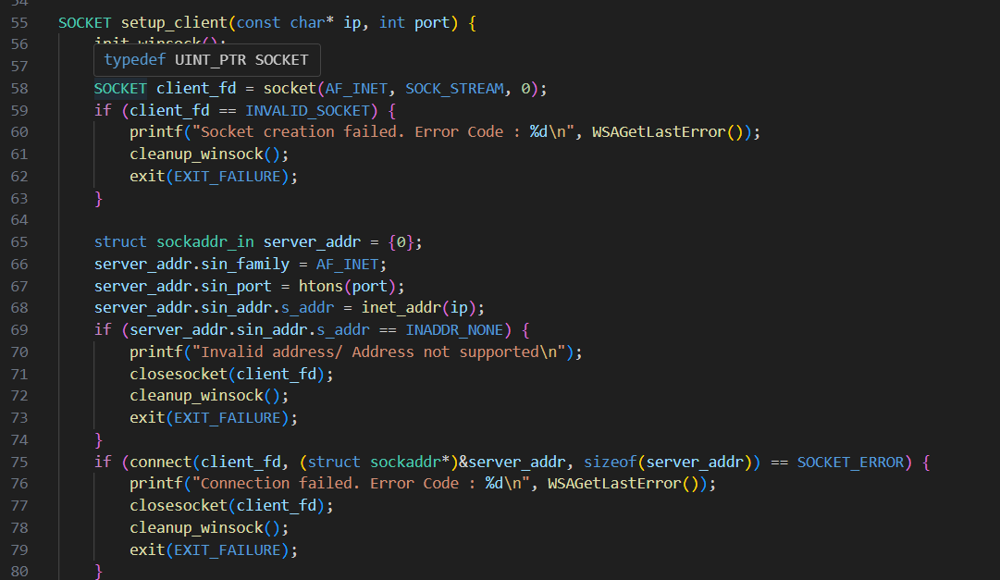 54
55 SOCKET setup_client(const char* ip, int port) {
56 init_winsock();
57 typedef UINT_PTR SOCKET
58 SOCKET client_fd = socket(AF_INET, SOCK_STREAM, 0);
59 if (client_fd == INVALID_SOCKET) {
60 printf("Socket creation failed. Error Code : %d\n", WSAGetLastError());
61 cleanup_winsock();
62 exit(EXIT_FAILURE);
63 }
64
65 struct sockaddr_in server_addr = {0};
66 server_addr.sin_family = AF_INET;
67 server_addr.sin_port = htons(port);
68 server_addr.sin_addr.s_addr = inet_addr(ip);
69 if (server_addr.sin_addr.s_addr == INADDR_NONE) {
70 printf("Invalid address/ Address not supported\n");
71 closesocket(client_fd);
72 cleanup_winsock();
73 exit(EXIT_FAILURE);
74 }
75 if (connect(client_fd, (struct sockaddr*)&server_addr, sizeof(server_addr)) == SOCKET_ERROR) {
76 printf("Connection failed. Error Code : %d\n", WSAGetLastError());
77 closesocket(client_fd);
78 cleanup_winsock();
79 exit(EXIT_FAILURE);
80 }